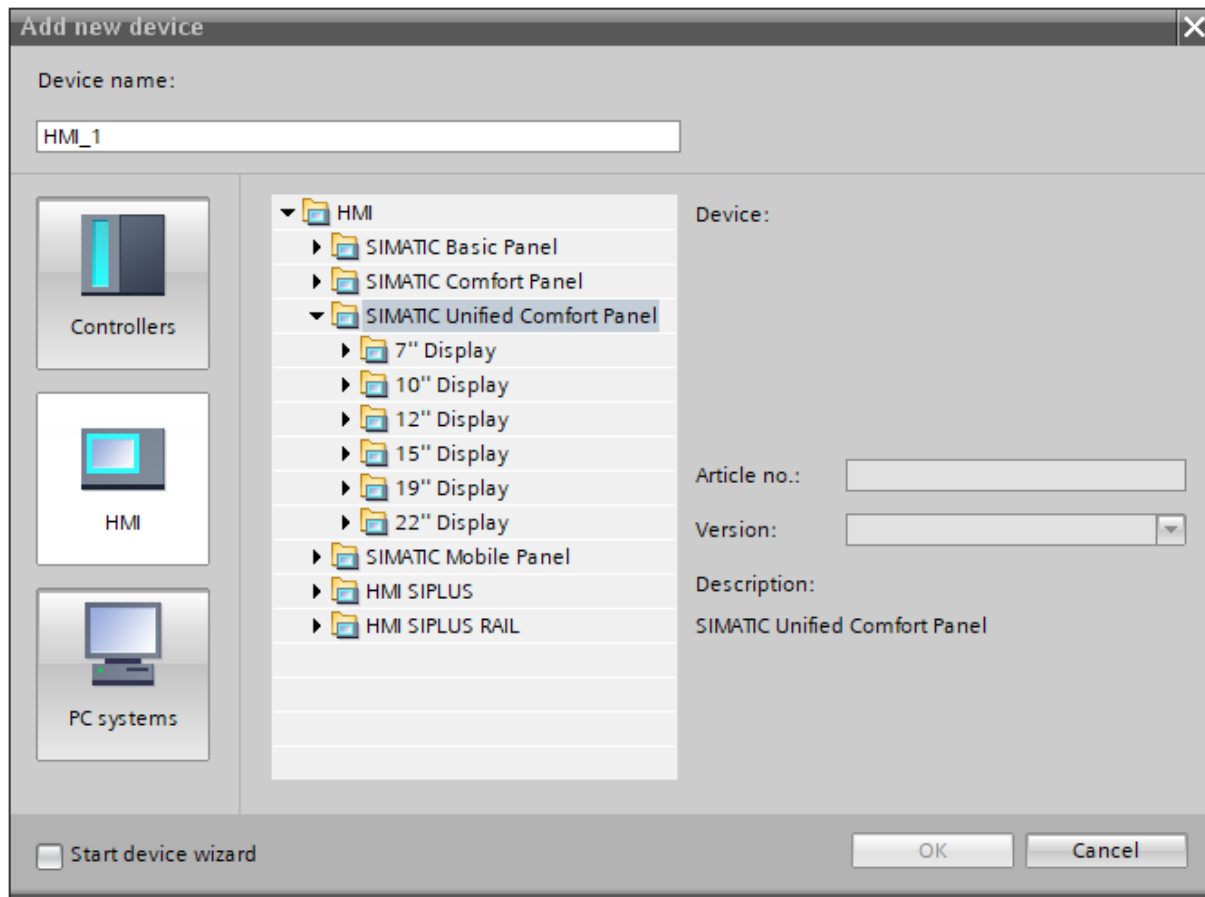 Add new device
Device name:
HMI_1
Controllers
HMI
PC systems
HMI
SIMATIC Basic Panel
SIMATIC Comfort Panel
SIMATIC Unified Comfort Panel
7'' Display
10'' Display
12'' Display
15'' Display
19'' Display
22'' Display
SIMATIC Mobile Panel
HMI SIPLUS
HMI SIPLUS RAIL
Device:
Article no.:
Version:
Description:
SIMATIC Unified Comfort Panel
Start device wizard
OK
Cancel